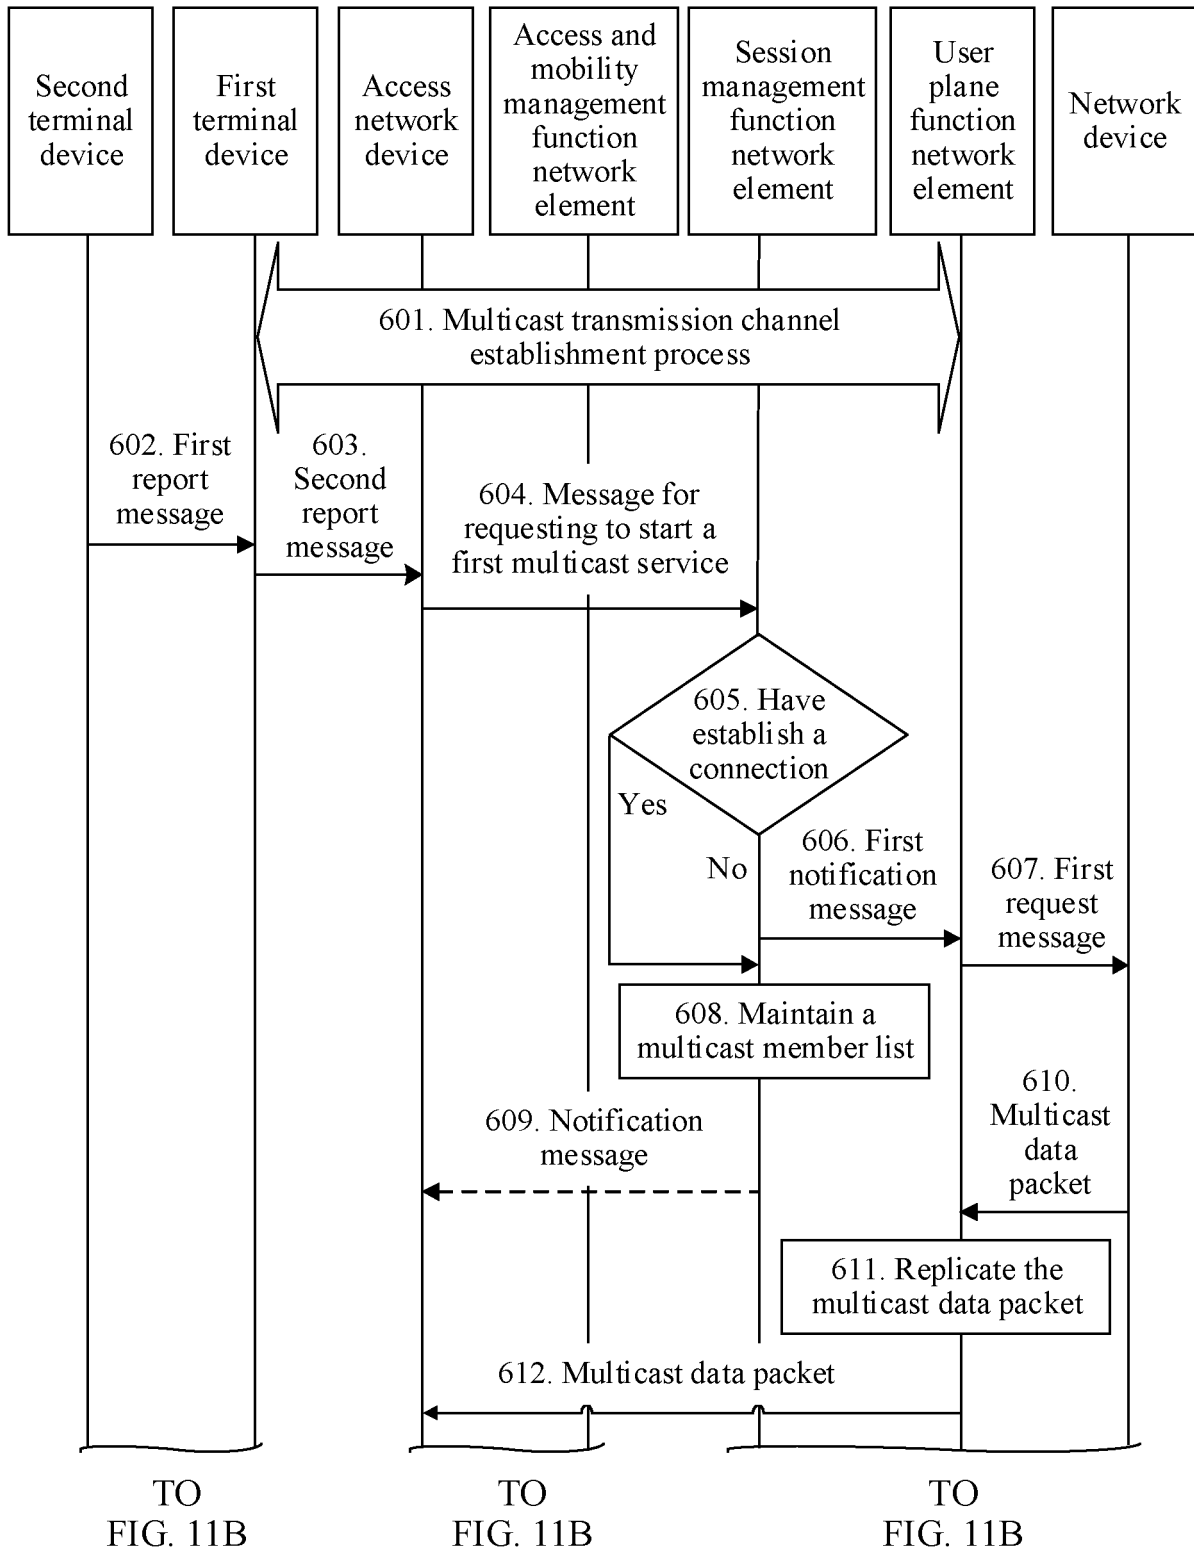 Second
terminal
device
First
terminal
device
Access
network
device
Access and
mobility
management
function
network
element
Session
management
function
network
element
User
plane
function
network
element
Network
device
601. Multicast transmission channel
establishment process
602. First
report
message
603.
Second
report
message
604. Message for
requesting to start a
first multicast service
605. Have
establish a
connection
Yes
No
606. First
notification
message
607. First
request
message
608. Maintain a
multicast member list
609. Notification
message
610.
Multicast
data
packet
611. Replicate the
multicast data packet
612. Multicast data packet
TO
FIG. 11B
TO
FIG. 11B
TO
FIG. 11B